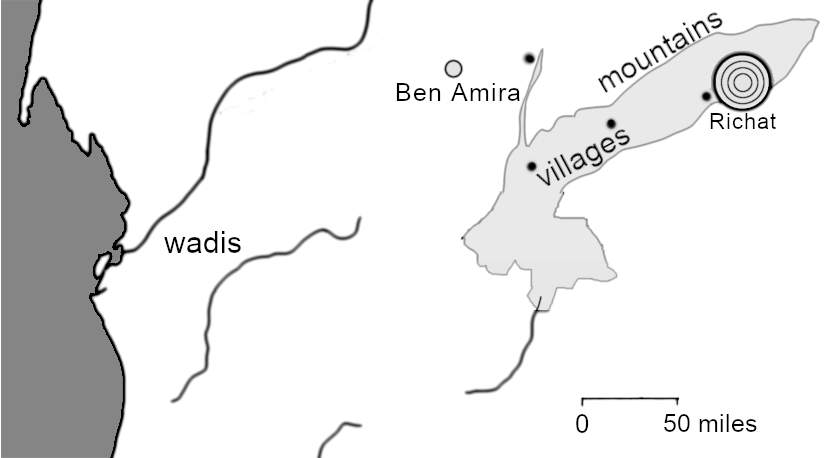 mountains
Ben Amira
Richat
villages
wadis
0 50 miles